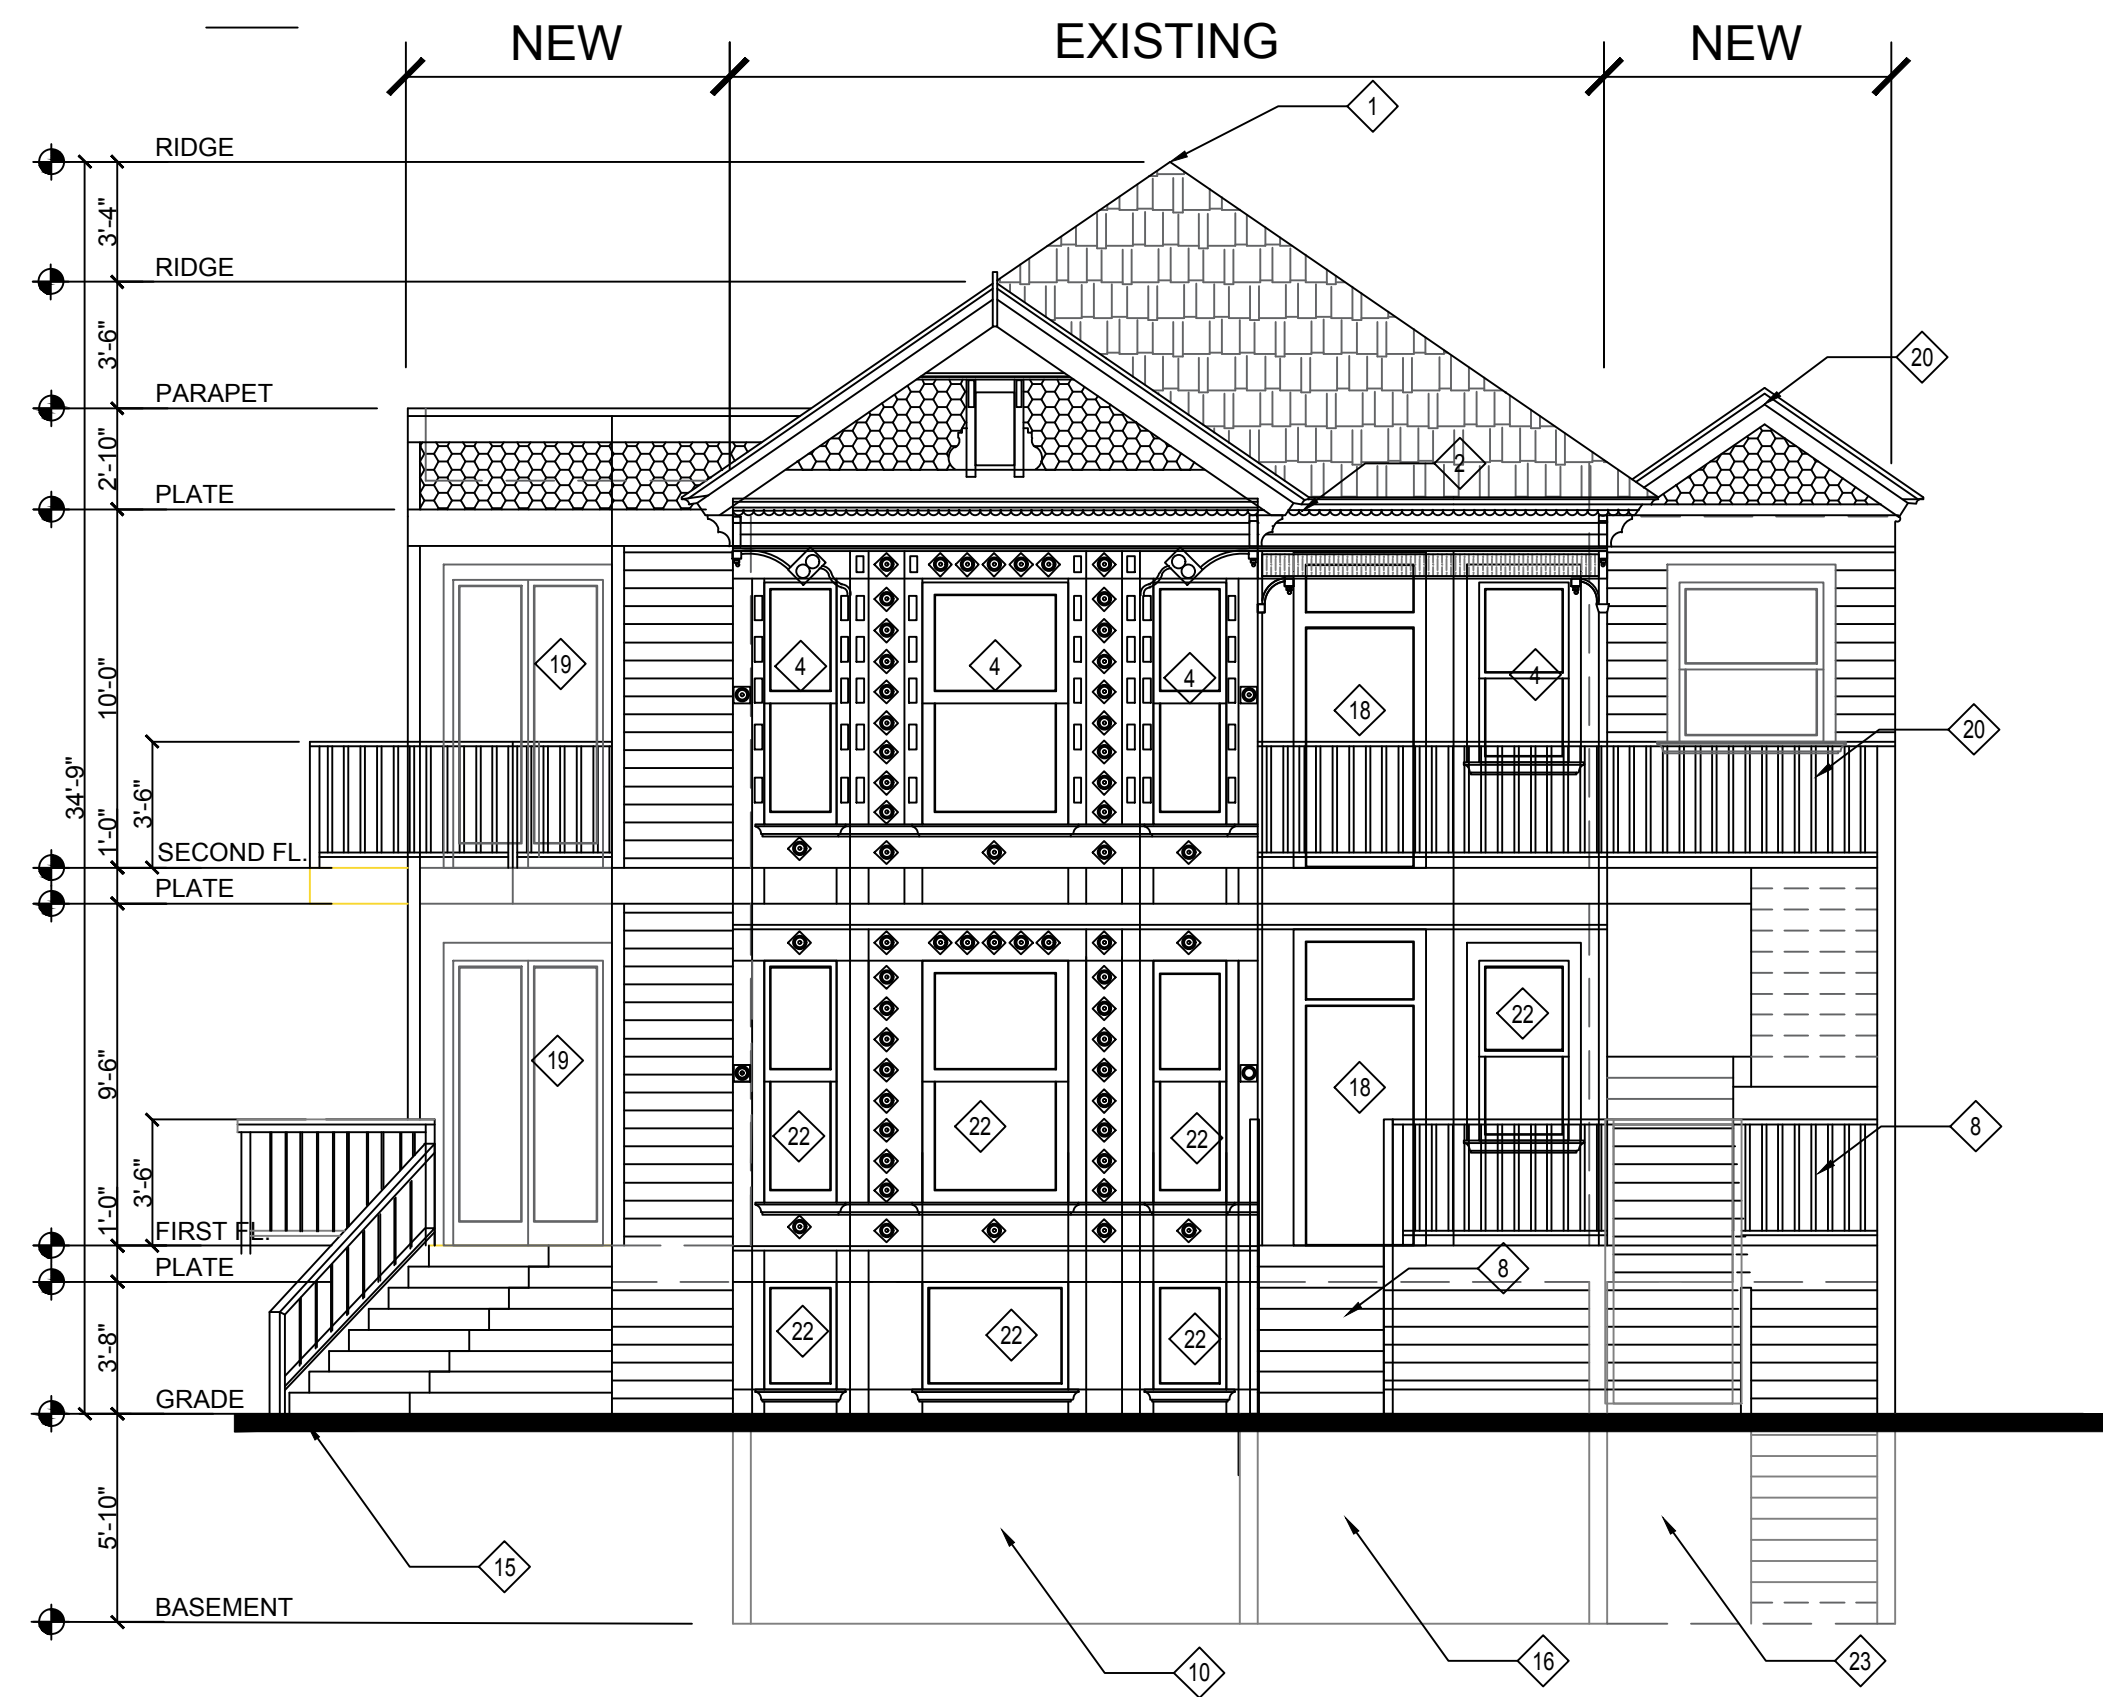 NEW EXISTING NEW
1
RIDGE
3'-4"
RIDGE
3'-6"
20
PARAPET
2'-10"
2
PLATE
10'-0"
19 4 4 4 18 4
20
34'-9"
3'-6"
1'-0"
SECOND FL.
PLATE
9'-6"
22
19 18
22 22 22
8
3'-6"
1'-0"
FIRST FL.
PLATE
8
3'-8"
22 22 22
GRADE
5'-10"
15
BASEMENT
10 16 23